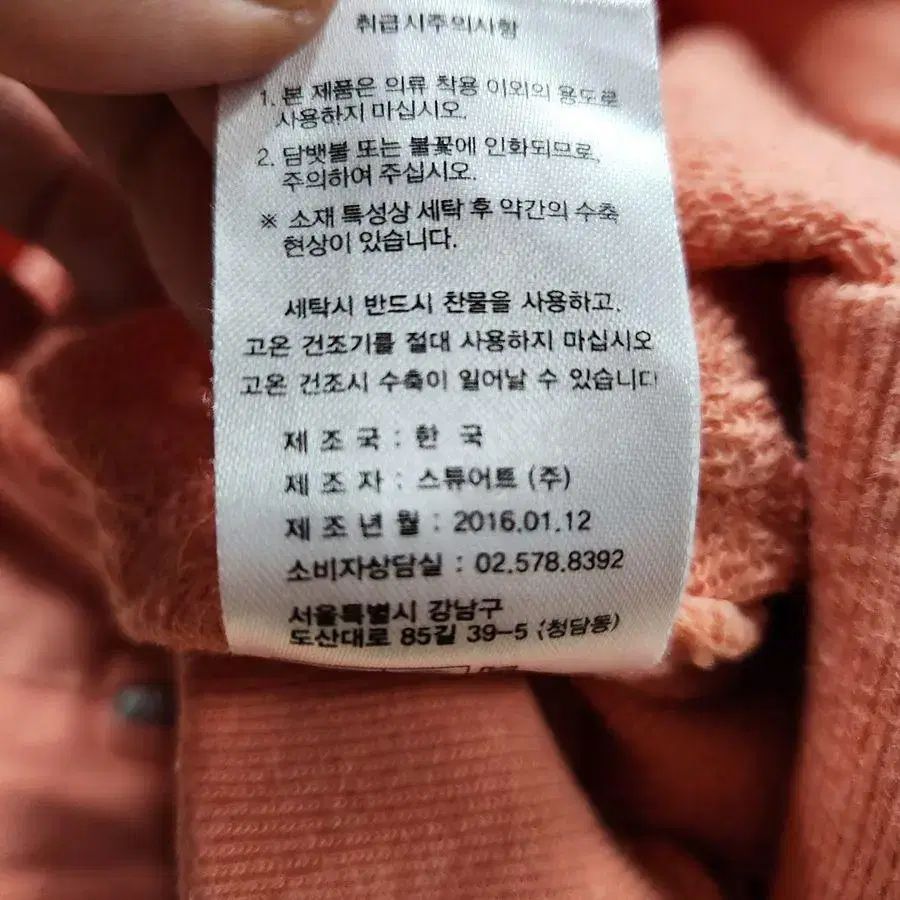 취급시주의사항
1. 본 제품은 의류 착용 이외의 용도로
사용하지 마십시오.
2. 담뱃불 또는 불꽃에 인화되므로,
주의하여 주십시오.
※ 소재 특성상 세탁 후 약간의 수축
현상이 있습니다.
세탁시 반드시 찬물을 사용하고.
고온 건조기를 절대 사용하지 마십시오
고온 건조시 수축이 일어날 수 있습니다
제 조 국 : 한 국
제 조 자 : 스튜어트 (주)
제 조 년 월 : 2016.01.12
소비자상담실 : 02.578.8392
서울특별시 강남구
도산대로 85길 39-5 (청담동)